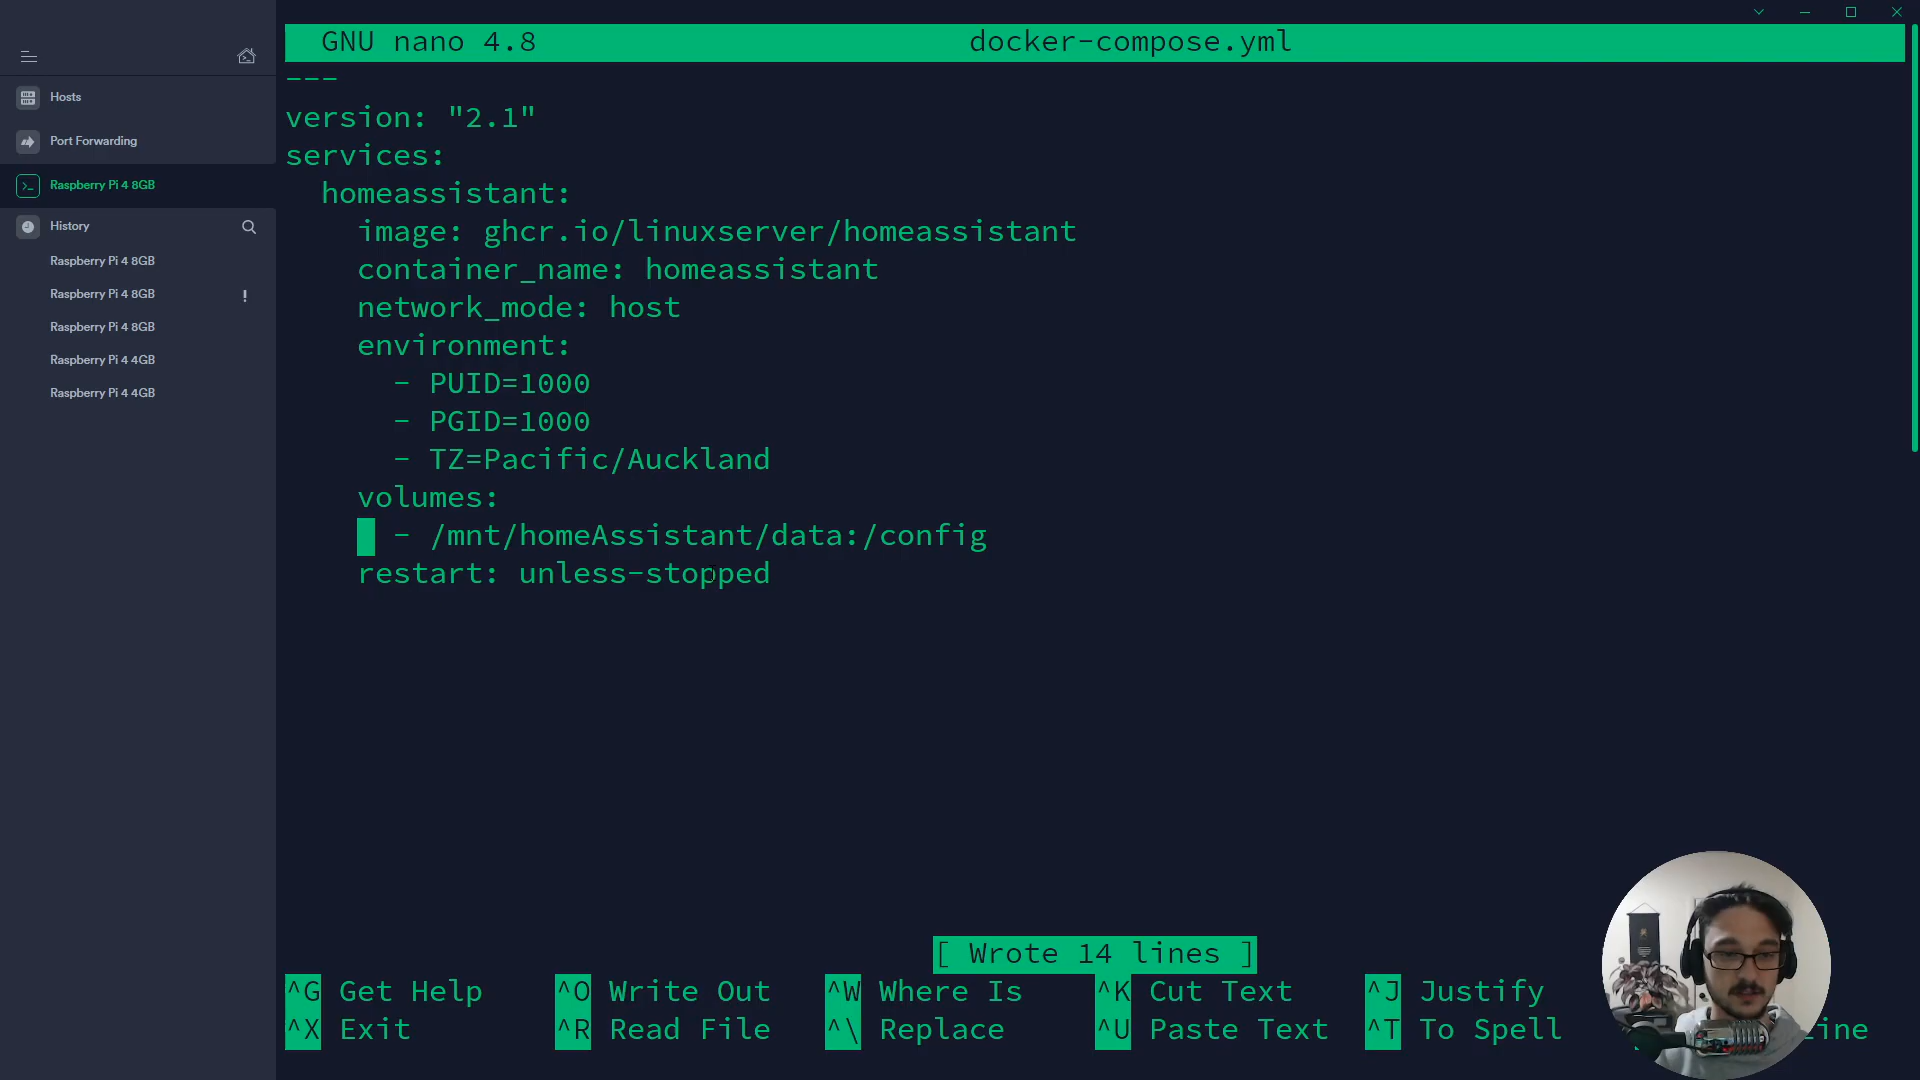 GNU nano 4.8 docker-compose.yml
Hosts
Port Forwarding
Raspberry Pi 4 8GB
History
Raspberry Pi 4 8GB
Raspberry Pi 4 8GB !
Raspberry Pi 4 8GB
Raspberry Pi 4 4GB
Raspberry Pi 4 4GB
---
version: "2.1"
services:
homeassistant:
image: ghcr.io/linuxserver/homeassistant
container_name: homeassistant
network_mode: host
environment:
- PUID=1000
- PGID=1000
- TZ=Pacific/Auckland
volumes:
- /mnt/homeAssistant/data:/config
restart: unless-stopped
[ Wrote 14 lines ]
^G Get Help ^O Write Out ^W Where Is ^K Cut Text ^J Justify
^X Exit ^R Read File ^\ Replace ^U Paste Text ^T To Spell